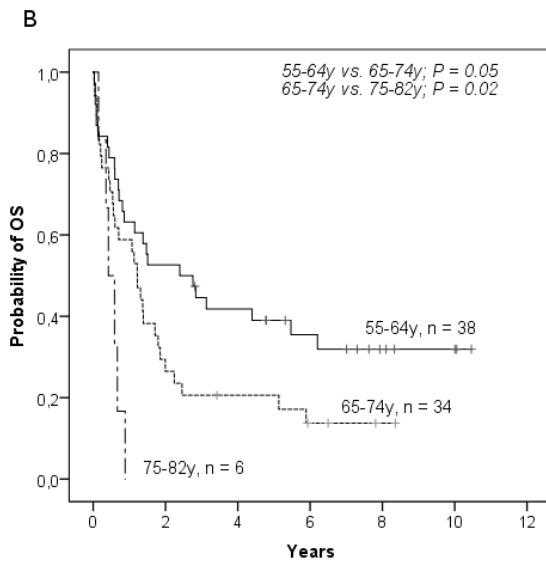 B
55-64y vs. 65-74y; P = 0.05
65-74y vs. 75-82y; P = 0.02
1,0
0,8
0,6
0,4
0,2
0,0
Probability of OS
55-64y, n = 38
65-74y, n = 34
75-82y, n = 6
0 2 4 6 8 10 12
Years